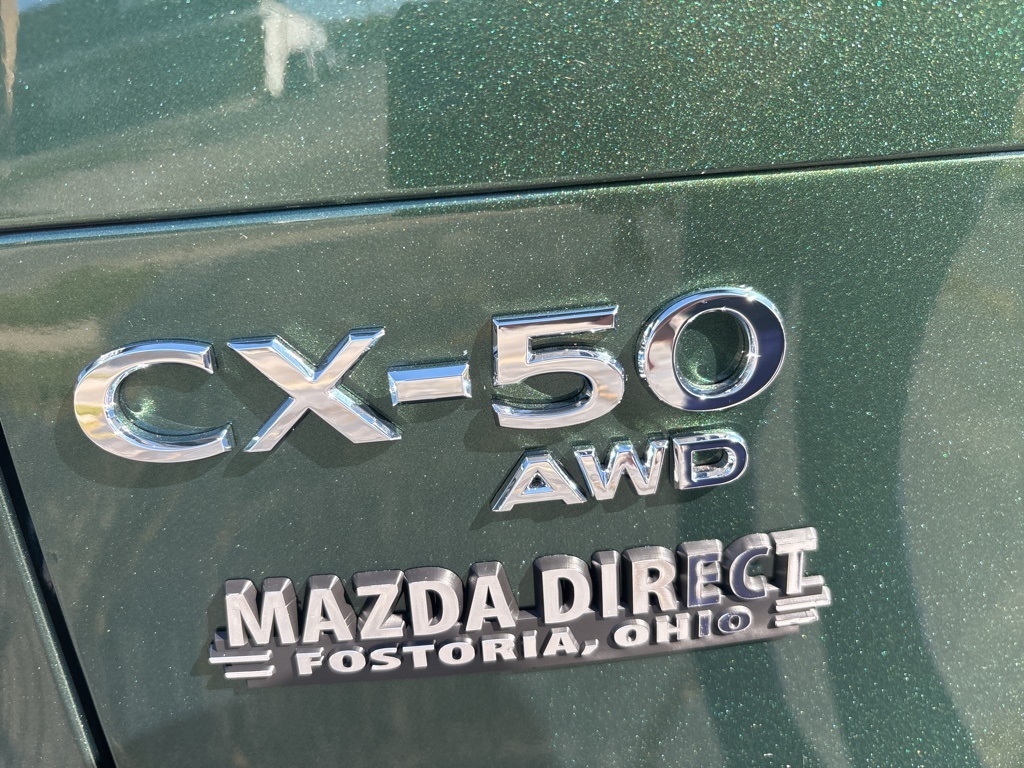 CX-50
AWD
MAZDA DIRECT
FOSTORIA, OHIO